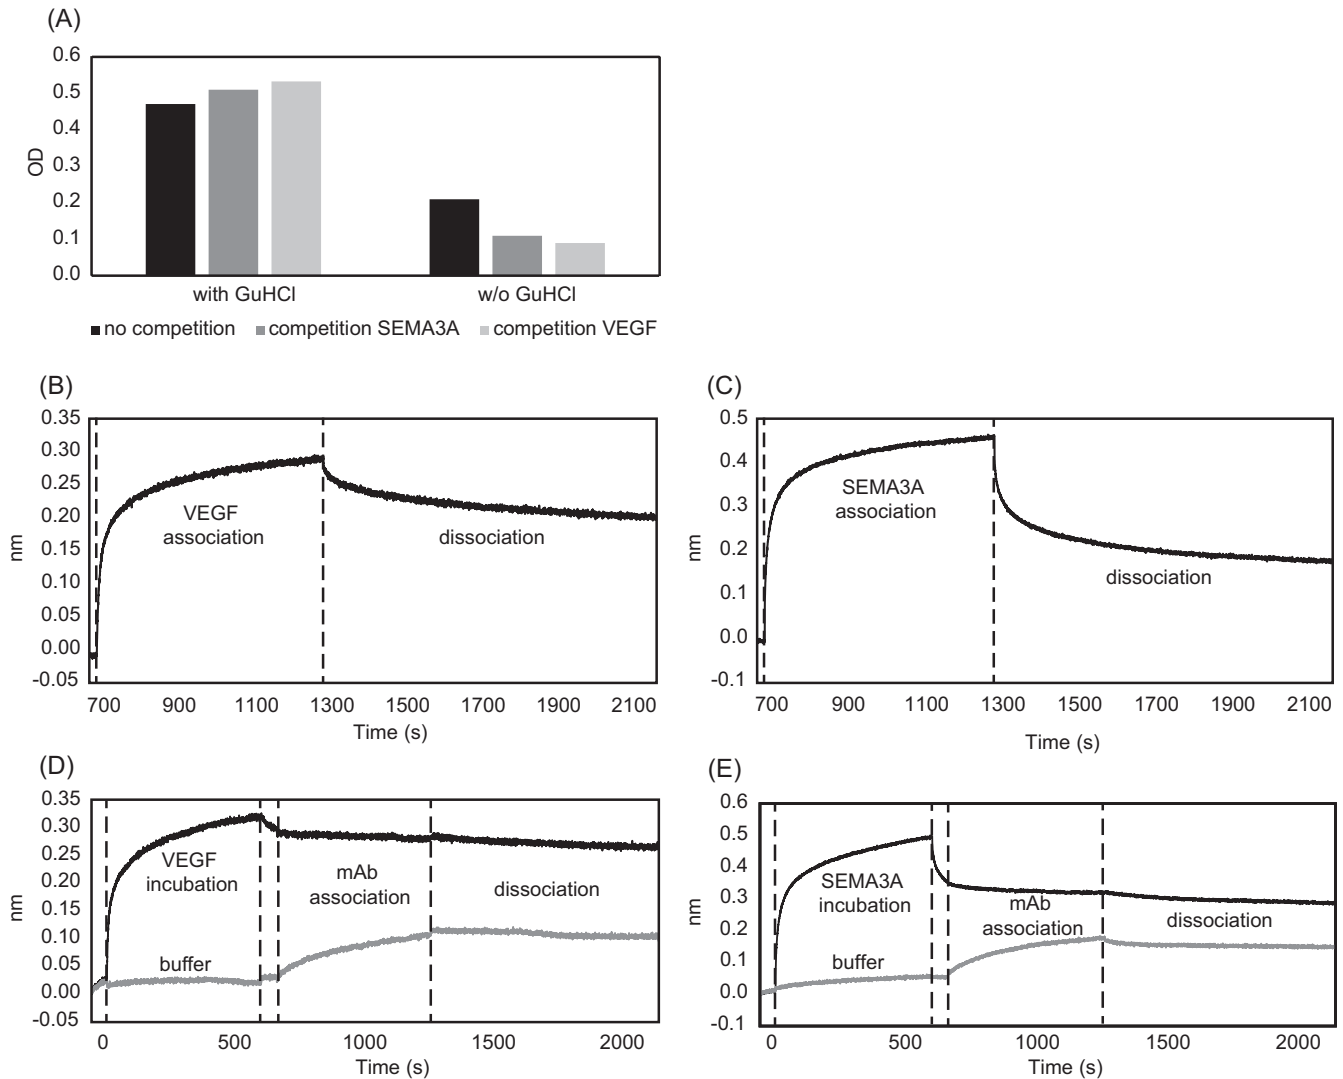 (A)
0.6
0.5
0.4
0.3
0.2
0.1
0.0
OD
with GuHCl w/o GuHCl
no competition competition SEMA3A competition VEGF
(B)
0.35
0.30
0.25
0.20
0.15
0.10
0.05
0.00
-0.05
nm
VEGF
association
dissociation
700 900 1100 1300 1500 1700 1900 2100
Time (s)
(C)
0.5
0.4
0.3
0.2
0.1
0.0
-0.1
nm
SEMA3A
association
dissociation
700 900 1100 1300 1500 1700 1900 2100
Time (s)
(D)
0.35
0.30
0.25
0.20
0.15
0.10
0.05
0.00
-0.05
nm
VEGF
incubation
mAb
association
dissociation
buffer
0 500 1000 1500 2000
Time (s)
(E)
0.6
0.5
0.4
0.3
0.2
0.1
0.0
-0.1
nm
SEMA3A
incubation
mAb
association
dissociation
buffer
0 500 1000 1500 2000
Time (s)